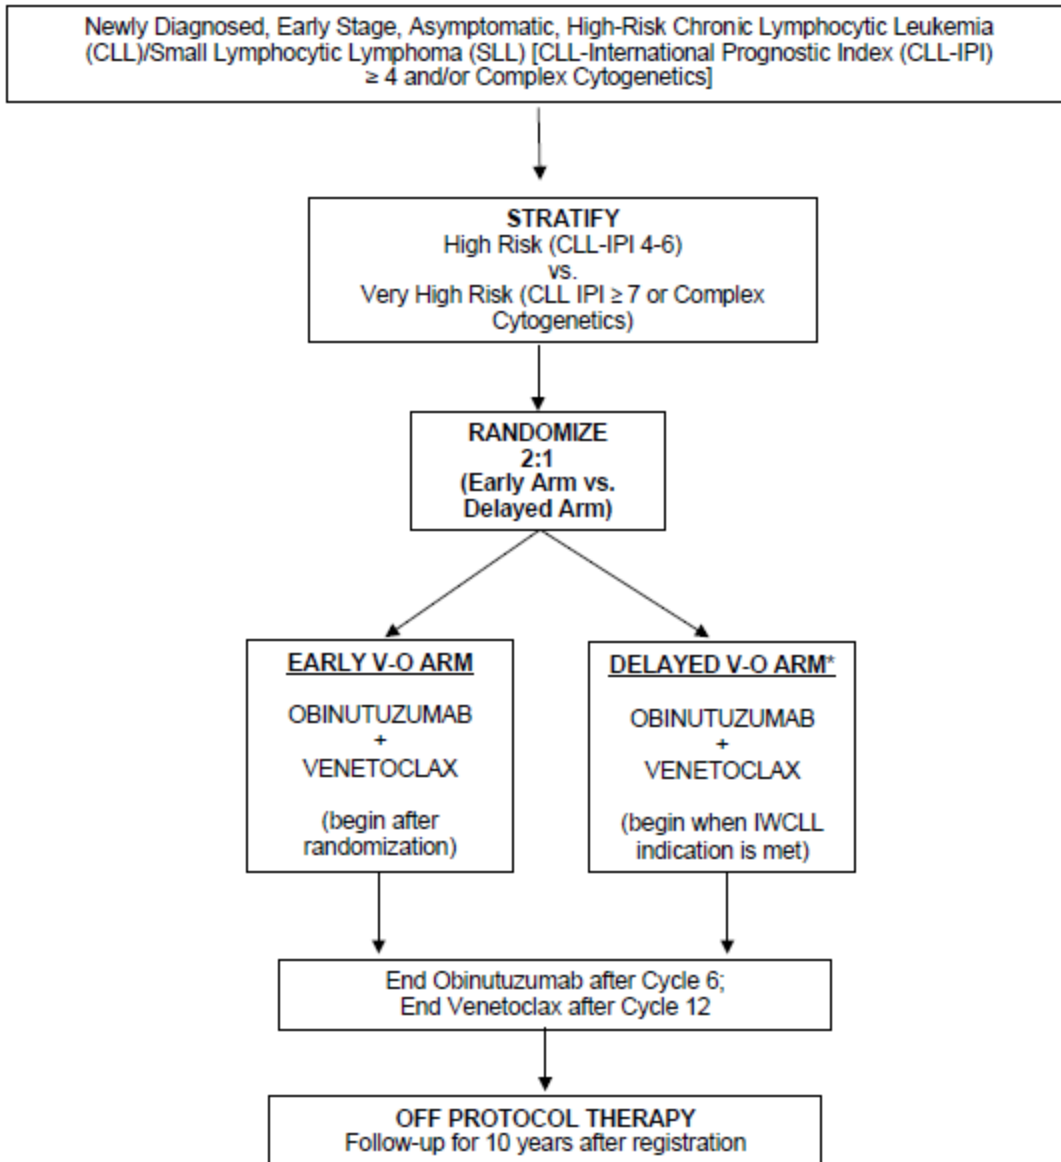 Newly Diagnosed, Early Stage, Asymptomatic, High-Risk Chronic Lymphocytic Leukemia
(CLL)/Small Lymphocytic Lymphoma (SLL) [CLL-International Prognostic Index (CLL-IPI)
≥ 4 and/or Complex Cytogenetics]
STRATIFY
High Risk (CLL-IPI 4-6)
vs.
Very High Risk (CLL IPI ≥ 7 or Complex
Cytogenetics)
RANDOMIZE
2:1
(Early Arm vs.
Delayed Arm)
EARLY V-O ARM
OBINUTUZUMAB
+
VENETOCLAX
(begin after
randomization)
DELAYED V-O ARM*
OBINUTUZUMAB
+
VENETOCLAX
(begin when IWCLL
indication is met)
End Obinutuzumab after Cycle 6;
End Venetoclax after Cycle 12
OFF PROTOCOL THERAPY
Follow-up for 10 years after registration